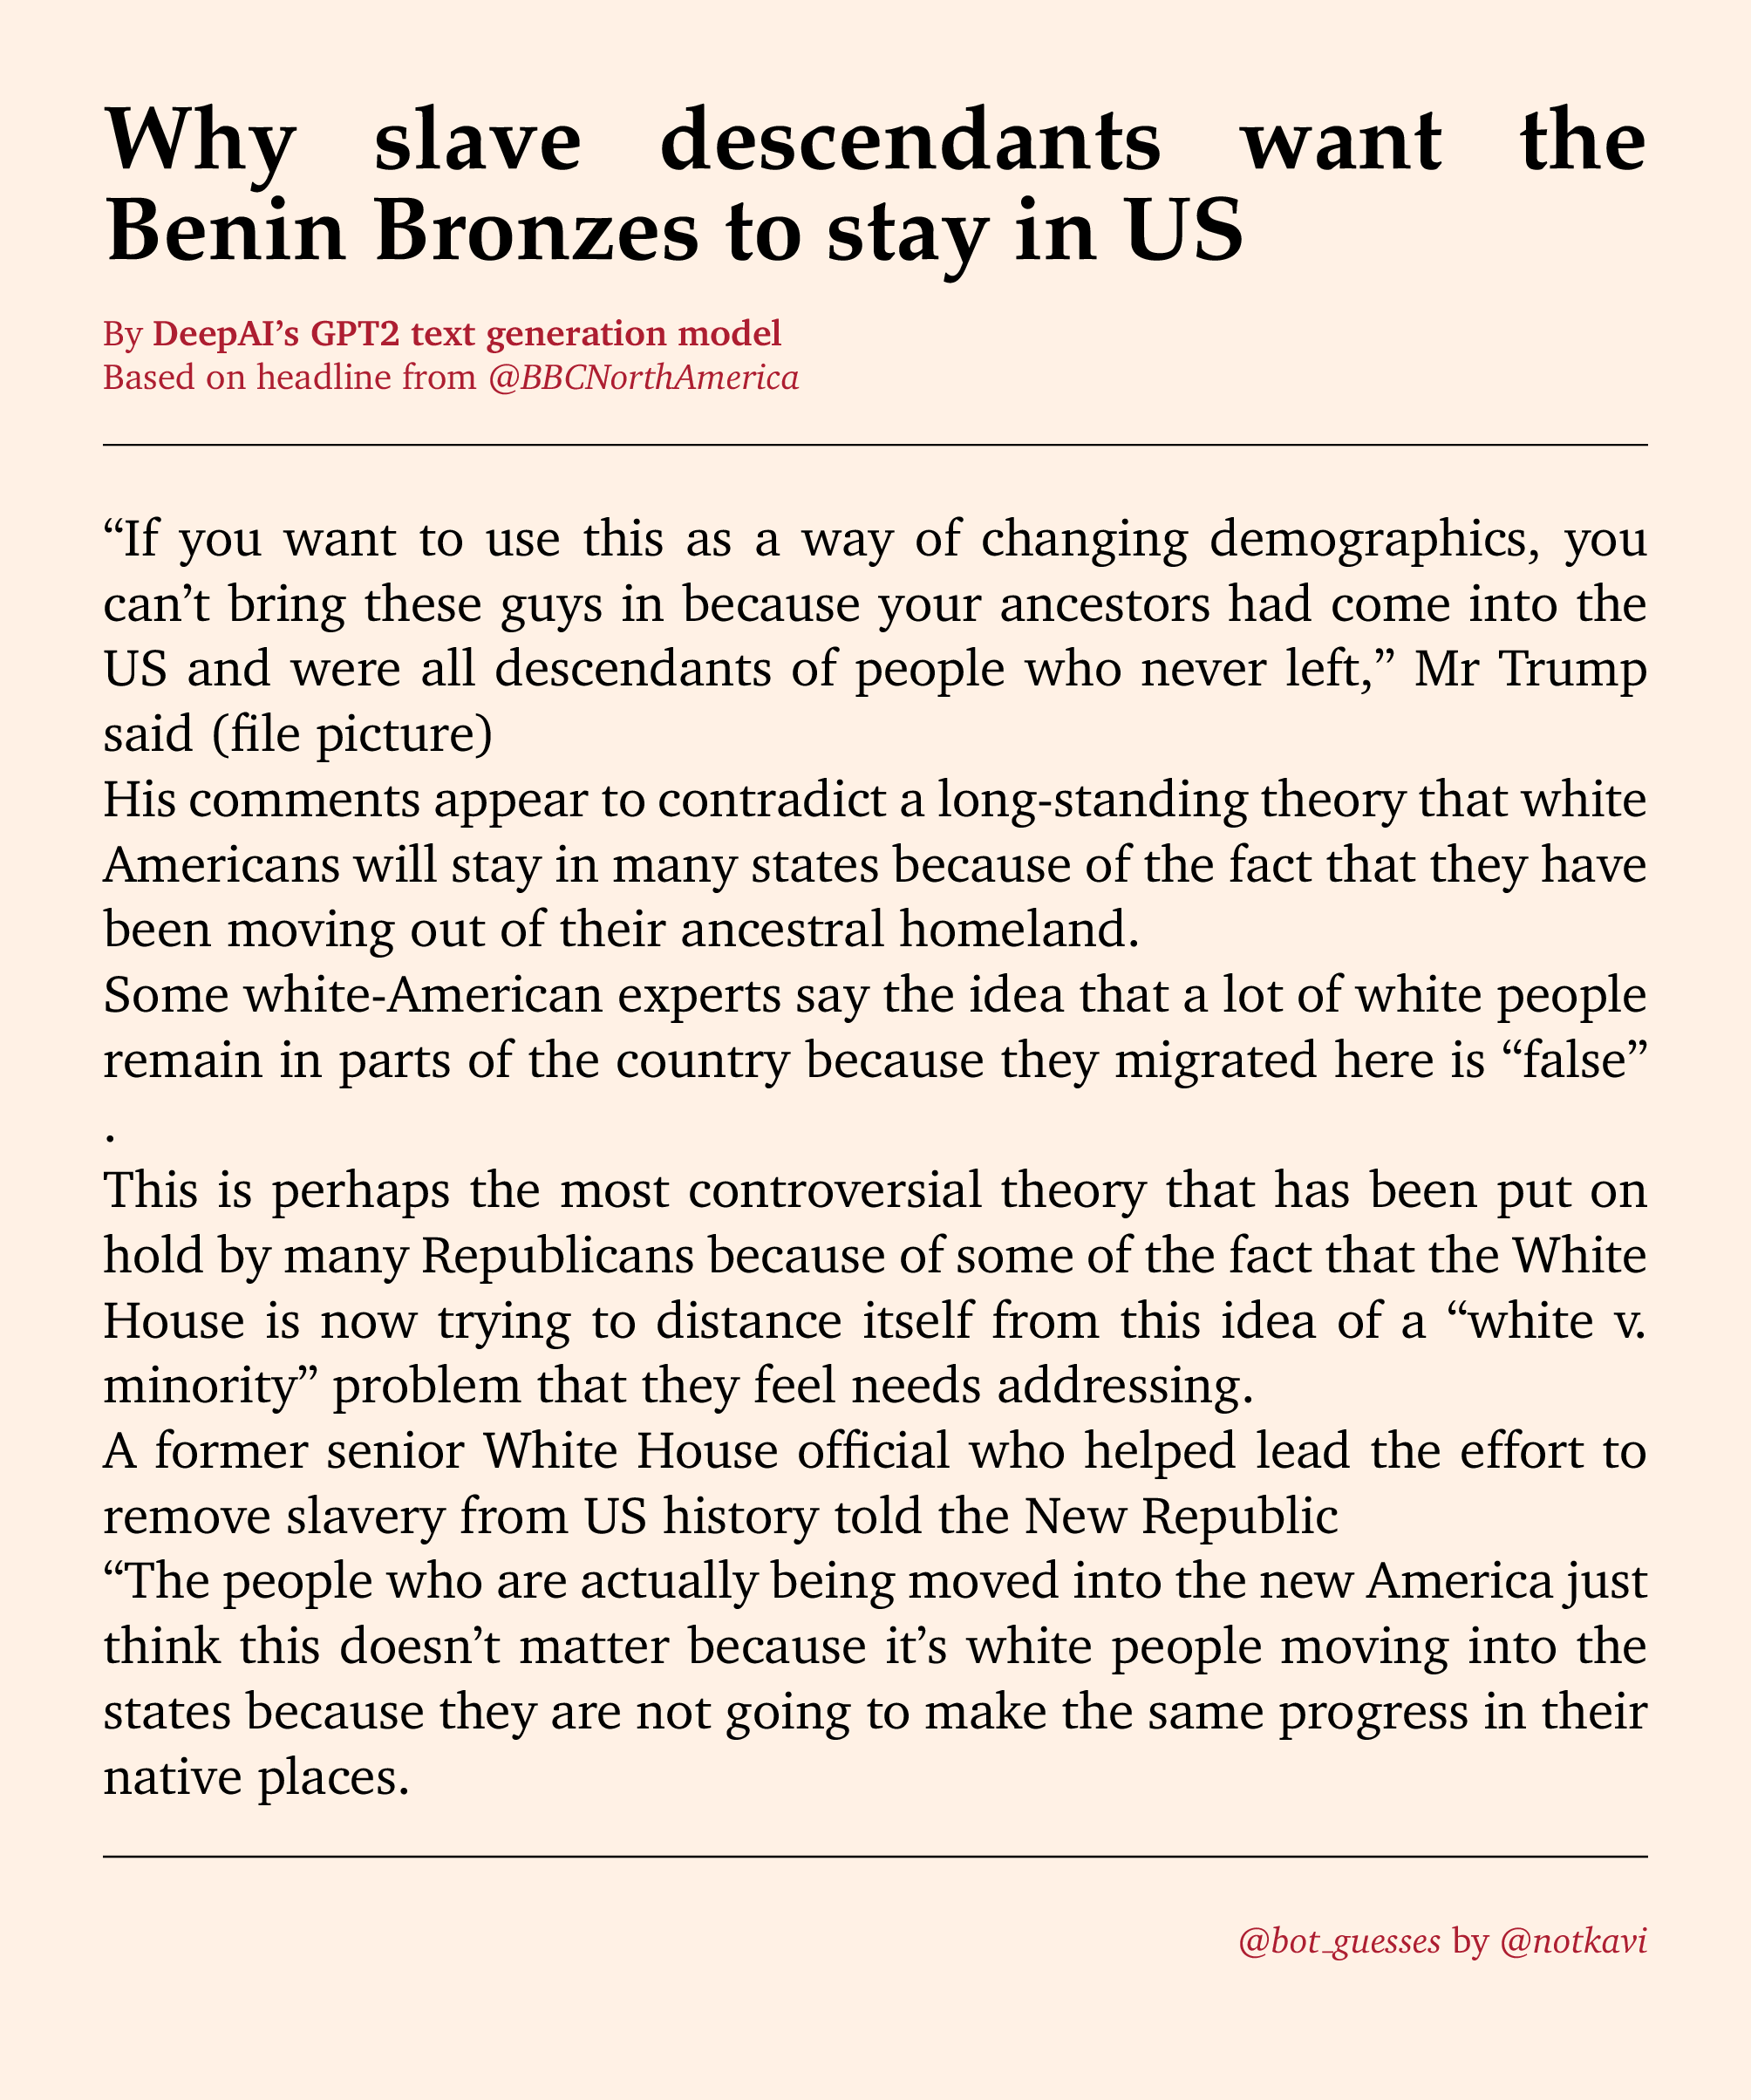 Why slave descendants want the
Benin Bronzes to stay in US
By DeepAI’s GPT2 text generation model
Based on headline from @BBCNorthAmerica
“If you want to use this as a way of changing demographics, you
can’t bring these guys in because your ancestors had come into the
US and were all descendants of people who never left,” Mr Trump
said (file picture)
His comments appear to contradict a long-standing theory that white
Americans will stay in many states because of the fact that they have
been moving out of their ancestral homeland.
Some white-American experts say the idea that a lot of white people
remain in parts of the country because they migrated here is “false”
.
This is perhaps the most controversial theory that has been put on
hold by many Republicans because of some of the fact that the White
House is now trying to distance itself from this idea of a “white v.
minority” problem that they feel needs addressing.
A former senior White House official who helped lead the effort to
remove slavery from US history told the New Republic
“The people who are actually being moved into the new America just
think this doesn’t matter because it’s white people moving into the
states because they are not going to make the same progress in their
native places.
@bot_guesses by @notkavi